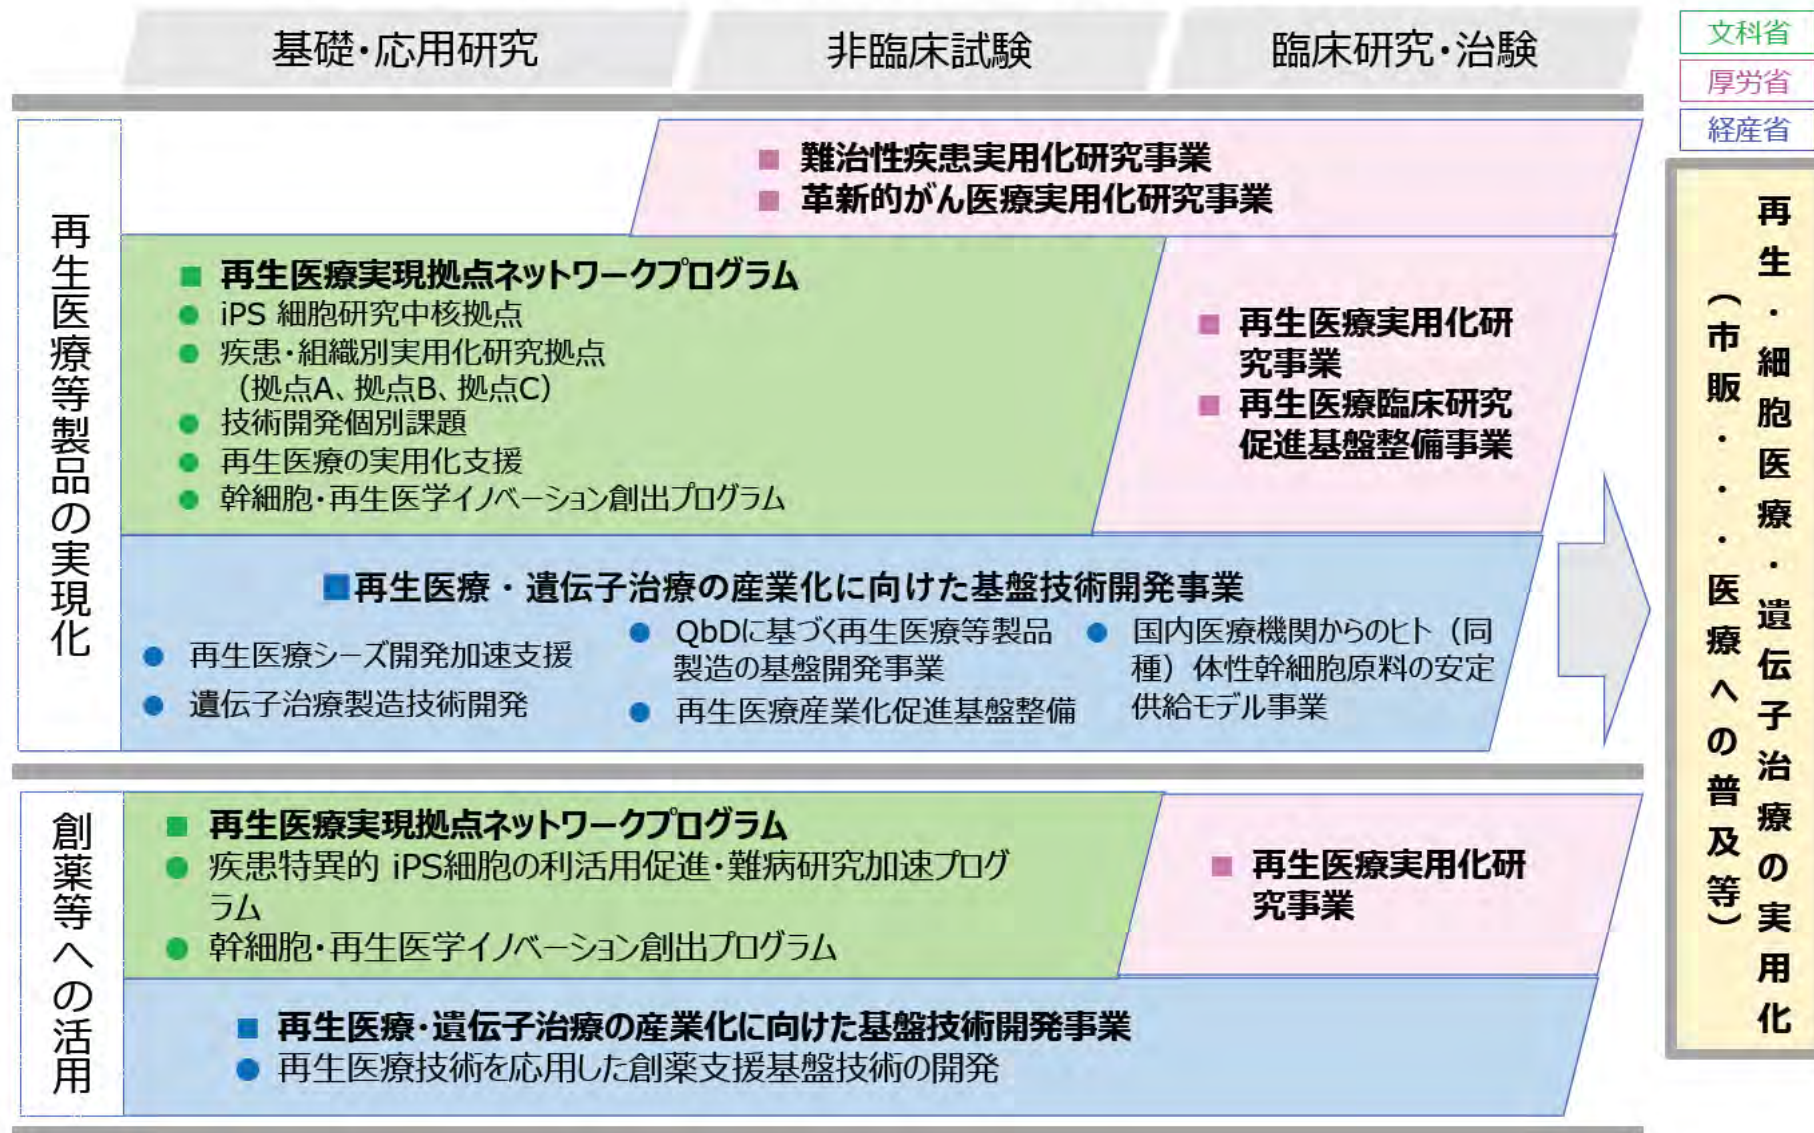 基礎・応用研究
非臨床試験
臨床研究・治験
文科省
厚労省
経産省
再生医療等製品の実現化
■ 難治性疾患実用化研究事業
■ 革新的がん医療実用化研究事業
■ 再生医療実現拠点ネットワークプログラム
● iPS 細胞研究中核拠点
● 疾患・組織別実用化研究拠点
（拠点A、拠点B、拠点C）
● 技術開発個別課題
● 再生医療の実用化支援
● 幹細胞・再生医学イノベーション創出プログラム
■ 再生医療実用化研
究事業
■ 再生医療臨床研究
促進基盤整備事業
■再生医療・遺伝子治療の産業化に向けた基盤技術開発事業
● 再生医療シーズ開発加速支援
● 遺伝子治療製造技術開発
● QbDに基づく再生医療等製品
製造の基盤開発事業
● 再生医療産業化促進基盤整備
● 国内医療機関からのヒト（同
種）体性幹細胞原料の安定
供給モデル事業
創薬等への活用
■ 再生医療実現拠点ネットワークプログラム
● 疾患特異的 iPS細胞の利活用促進・難病研究加速プログ
ラム
● 幹細胞・再生医学イノベーション創出プログラム
■ 再生医療実用化研
究事業
■ 再生医療・遺伝子治療の産業化に向けた基盤技術開発事業
● 再生医療技術を応用した創薬支援基盤技術の開発
再生・細胞医療・遺伝子治療の実用化
（市販・・・医療への普及等）